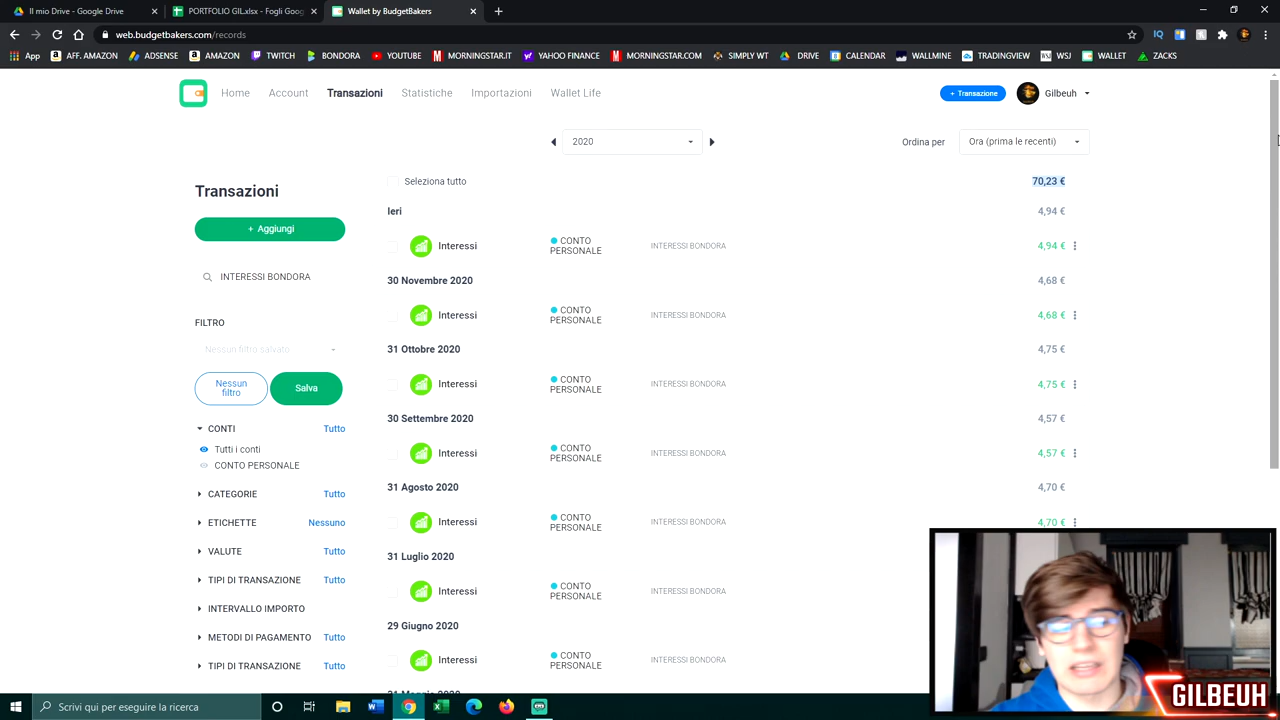 Il mio Drive - Google Drive
PORTFOLIO GIL.xlsx - Fogli Goog
Wallet by BudgetBakers
web.budgetbakers.com/records
App
AFF. AMAZON
ADSENSE
AMAZON
TWITCH
BONDORA
YOUTUBE
MORNINGSTAR.IT
YAHOO FINANCE
MORNINGSTAR.COM
SIMPLY WT
DRIVE
CALENDAR
WALLMINE
TRADINGVIEW
WSJ
WALLET
ZACKS
Home Account Transazioni Statistiche Importazioni Wallet Life
+ Transazione
Gilbeuh
2020
Ordina per
Ora (prima le recenti)
Transazioni
+ Aggiungi
INTERESSI BONDORA
FILTRO
Nessun filtro salvato
Nessun
filtro
Salva
CONTI Tutto
Tutti i conti
CONTO PERSONALE
CATEGORIE Tutto
ETICHETTE Nessuno
VALUTE Tutto
TIPI DI TRANSAZIONE Tutto
INTERVALLO IMPORTO
METODI DI PAGAMENTO Tutto
TIPI DI TRANSAZIONE Tutto
Seleziona tutto 70,23 €
Ieri 4,94 €
Interessi CONTO
PERSONALE INTERESSI BONDORA 4,94 €
30 Novembre 2020 4,68 €
Interessi CONTO
PERSONALE INTERESSI BONDORA 4,68 €
31 Ottobre 2020 4,75 €
Interessi CONTO
PERSONALE INTERESSI BONDORA 4,75 €
30 Settembre 2020 4,57 €
Interessi CONTO
PERSONALE INTERESSI BONDORA 4,57 €
31 Agosto 2020 4,70 €
Interessi CONTO
PERSONALE INTERESSI BONDORA 4,70 €
31 Luglio 2020
Interessi CONTO
PERSONALE INTERESSI BONDORA
29 Giugno 2020
Interessi CONTO
PERSONALE INTERESSI BONDORA
31 Maggio 2020
GILBEUH
Scrivi qui per eseguire la ricerca